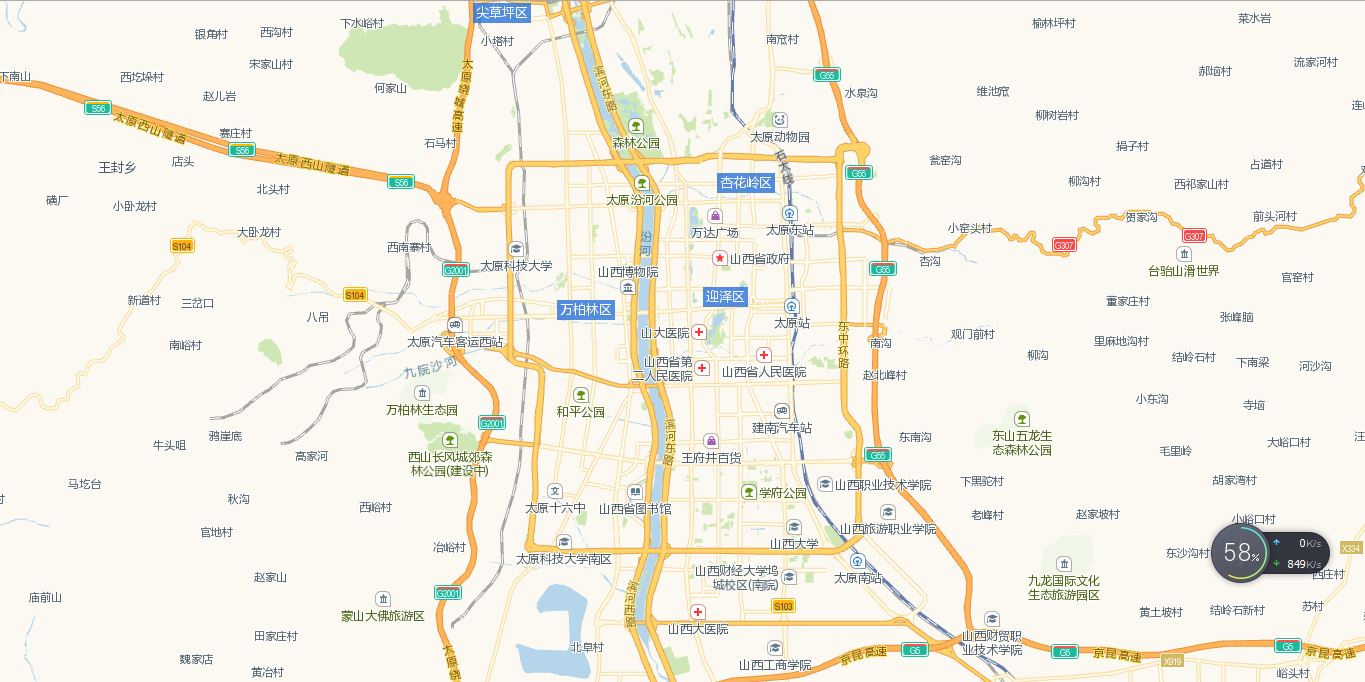 尖草坪区
下水峪村
榆林坪村
菜水岩
银角村
西沟村
小塔村
南窊村
宋家山村
流家河村
下南山
西圪垛村
太原绕城高速
滨河东路
G55
郝垴村
何家山
水泉沟
维池窊
赵儿岩
S56
太原西山隧道
柳树岩村
连
寨庄村
石马村
森林公园
太原动物园
S56
太原西山隧道
店头
王封乡
石太线
瓮窑沟
捐子村
占道村
S56
G55
北头村
杏花岭区
柳沟村
西祁家山村
磺厂
小卧龙村
太原汾河公园
万达广场
太原东站
贺家沟
前头河村
大卧龙村
小窑头村
G307
G307
S104
西南寨村
汾河
太原科技大学
山西省政府
杏沟
台骀山滑世界
G2001
G55
山西博物院
官窑村
新道村
三岔口
S104
迎泽区
万柏林区
董家庄村
八吊
太原站
张峰脑
太原汽车客运西站
山大医院
东中环路
观门前村
南峪村
南沟
里麻地沟村
柳沟
结岭石村
下南梁
河沙沟
九院沙河
山西省第
二人民医院
山西省人民医院
赵北峰村
万柏林生态园
和平公园
小东沟
寺垴
G2001
建南汽车站
东山五龙生
态森林公园
鸦崖底
牛头咀
滨河东路
东南沟
大峪口村
汪
高家河
西山长风城郊森
林公园(建设中)
王府井百货
G55
毛里岭
马圪台
下黑驼村
胡家湾村
秋沟
太原十六中
山西省图书馆
学府公园
山西职业技术学院
西峪村
老峰村
赵家坡村
小峪口村
官地村
山西大学
山西旅游职业学院
冶峪村
太原科技大学南区
东沙沟村
58%
0K/s
849K/s
X334
太原南站
九龙国际文化
生态旅游园区
西庄村
赵家山
山西财经大学坞
城校区(南院)
G2001
庙前山
蒙山大佛旅游区
滨河西路
S103
黄土坡村
结岭石新村
苏村
山西大医院
田家庄村
山西财贸职
业技术学院
北阜村
太原绕
京昆高速
G5
G5
京昆高速
G5
京昆高速
魏家店
山西工商学院
X919
黄冶村
峪头村